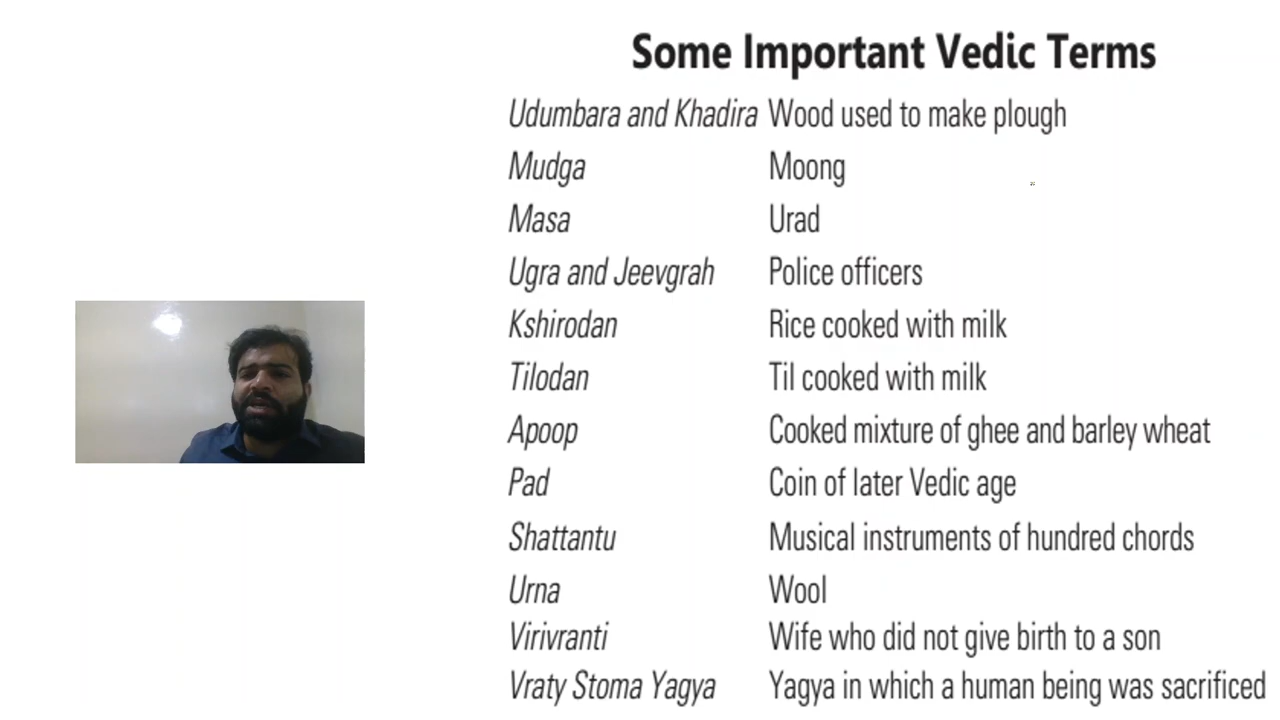 Some Important Vedic Terms
Udumbara and Khadira Wood used to make plough
Mudga Moong
Masa Urad
Ugra and Jeevgrah Police officers
Kshirodan Rice cooked with milk
Tilodan Til cooked with milk
Apoop Cooked mixture of ghee and barley wheat
Pad Coin of later Vedic age
Shattantu Musical instruments of hundred chords
Urna Wool
Virivranti Wife who did not give birth to a son
Vraty Stoma Yagya Yagya in which a human being was sacrificed